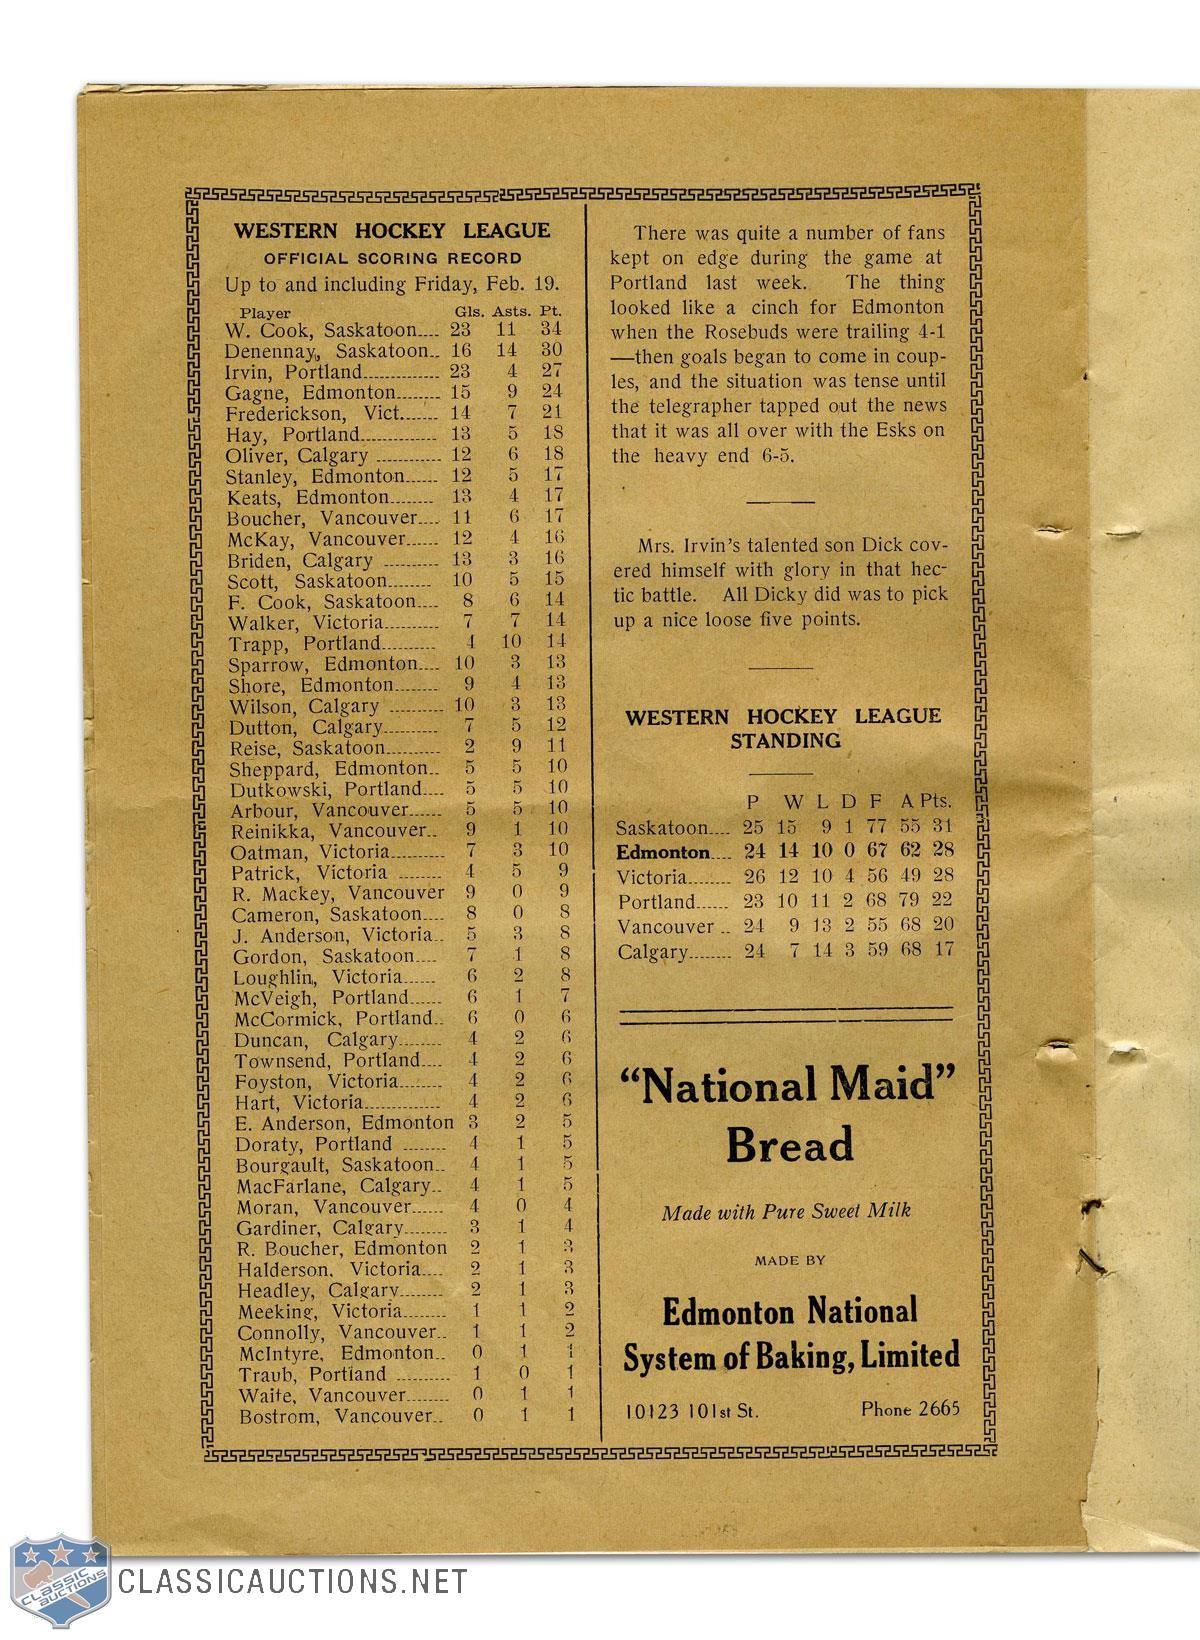 WESTERN HOCKEY LEAGUE
OFFICIAL SCORING RECORD
Up to and including Friday, Feb. 19.
Player Gls. Asts. Pt.
W. Cook, Saskatoon.... 23 11 34
Denennay, Saskatoon.. 16 14 30
Irvin, Portland.............. 23 4 27
Gagne, Edmonton........ 15 9 24
Frederickson, Vict....... 14 7 21
Hay, Portland.............. 13 5 18
Oliver, Calgary ............ 12 6 18
Stanley, Edmonton...... 12 5 17
Keats, Edmonton........ 13 4 17
Boucher, Vancouver.... 11 6 17
McKay, Vancouver...... 12 4 16
Briden, Calgary .......... 13 3 16
Scott, Saskatoon........ 10 5 15
F. Cook, Saskatoon.... 8 6 14
Walker, Victoria.......... 7 7 14
Trapp, Portland.......... 4 10 14
Sparrow, Edmonton.... 10 3 13
Shore, Edmonton........ 9 4 13
Wilson, Calgary .......... 10 3 13
Dutton, Calgary.......... 7 5 12
Reise, Saskatoon.......... 2 9 11
Sheppard, Edmonton.. 5 5 10
Dutkowski, Portland.... 5 5 10
Arbour, Vancouver...... 5 5 10
Reinikka, Vancouver.. 9 1 10
Oatman, Victoria.......... 7 3 10
Patrick, Victoria ........ 4 5 9
R. Mackey, Vancouver 9 0 9
Cameron, Saskatoon.... 8 0 8
J. Anderson, Victoria.. 5 3 8
Gordon, Saskatoon.... 7 1 8
Loughlin, Victoria...... 6 2 8
McVeigh, Portland...... 6 1 7
McCormick, Portland.. 6 0 6
Duncan, Calgary........ 4 2 6
Townsend, Portland.... 4 2 6
Foyston, Victoria........ 4 2 6
Hart, Victoria.............. 4 2 6
E. Anderson, Edmonton 3 2 5
Doraty, Portland ........ 4 1 5
Bourgault, Saskatoon.. 4 1 5
MacFarlane, Calgary.. 4 1 5
Moran, Vancouver...... 4 0 4
Gardiner, Calgary........ 3 1 4
R. Boucher, Edmonton 2 1 3
Halderson, Victoria.... 2 1 3
Headley, Calgary........ 2 1 3
Meeking, Victoria........ 1 1 2
Connolly, Vancouver.. 1 1 2
McIntyre, Edmonton.. 0 1 1
Traub, Portland .......... 1 0 1
Waite, Vancouver........ 0 1 1
Bostrom, Vancouver.. 0 1 1
There was quite a number of fans
kept on edge during the game at
Portland last week. The thing
looked like a cinch for Edmonton
when the Rosebuds were trailing 4-1
—then goals began to come in coup-
les, and the situation was tense until
the telegrapher tapped out the news
that it was all over with the Esks on
the heavy end 6-5.
Mrs. Irvin's talented son Dick cov-
ered himself with glory in that hec-
tic battle. All Dicky did was to pick
up a nice loose five points.
WESTERN HOCKEY LEAGUE
STANDING
P W L D F A Pts.
Saskatoon.... 25 15 9 1 77 55 31
Edmonton.... 24 14 10 0 67 62 28
Victoria........ 26 12 10 4 56 49 28
Portland...... 23 10 11 2 68 79 22
Vancouver .. 24 9 13 2 55 68 20
Calgary........ 24 7 14 3 59 68 17
"National Maid"
Bread
Made with Pure Sweet Milk
MADE BY
Edmonton National
System of Baking, Limited
10123 101st St. Phone 2665
CLASSIC
AUCTIONS
CLASSICAUCTIONS.NET